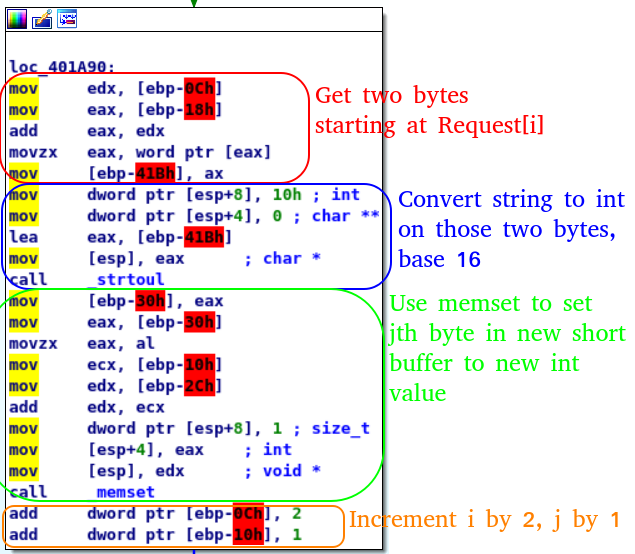 loc_401A90:
mov edx, [ebp-0Ch]
mov eax, [ebp-18h]
add eax, edx
movzx eax, word ptr [eax]
mov [ebp-41Bh], ax
Get two bytes
starting at Request[i]
mov dword ptr [esp+8], 10h ; int
mov dword ptr [esp+4], 0 ; char **
lea eax, [ebp-41Bh]
mov [esp], eax ; char *
call _strtoul
Convert string to int
on those two bytes,
base 16
mov [ebp-30h], eax
mov eax, [ebp-30h]
movzx eax, al
mov ecx, [ebp-10h]
mov edx, [ebp-2Ch]
add edx, ecx
mov dword ptr [esp+8], 1 ; size_t
mov [esp+4], eax ; int
mov [esp], edx ; void *
call _memset
Use memset to set
jth byte in new short
buffer to new int
value
add dword ptr [ebp-0Ch], 2
add dword ptr [ebp-10h], 1
Increment i by 2, j by 1